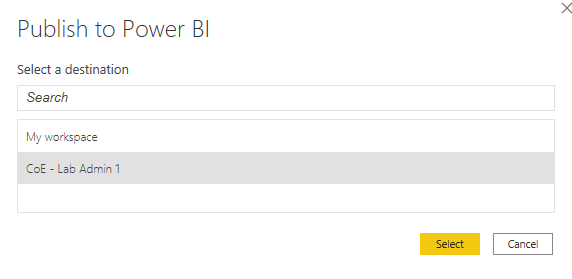 Publish to Power BI
Select a destination
Search
My workspace
CoE - Lab Admin 1
Select
Cancel